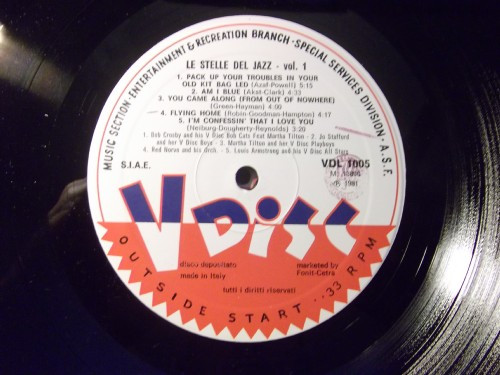 MUSIC SECTION·ENTERTAINMENT & RECREATION BRANCH·SPECIAL SERVICES DIVISION·A.S.F.
LE STELLE DEL JAZZ - vol. 1
1. PACK UP YOUR TROUBLES IN YOUR
OLD KIT BAG LED (Azaf-Powell) 5:15
2. AM I BLUE (Akst-Clark) 4:33
3. YOU CAME ALONG (FROM OUT OF NOWHERE)
(Green-Hayman) 4:00
4. FLYING HOME (Robin-Goodman-Hampton)
5. I'M CONFESSIN' THAT I LOVE YOU
(Neiburg-Dougherty-Reynolds) 3:20
1. Bob Crosby and his V Disc Bob Cats Feat Martha Tilton - 2. Jo Stafford
and her V Disc Boys - 3. Martha Tilton and her V Disc Playboys
4. Red Norvo and his Orch. - 5. Louis Armstrong and his V Disc All Stars
S.I.A.E.
VDL 1005
℗ 1981
V DISC
disco depositato
made in Italy
marketed by
Fonit-Cetra
tutti i diritti riservati
OUTSIDE START...33 RPM